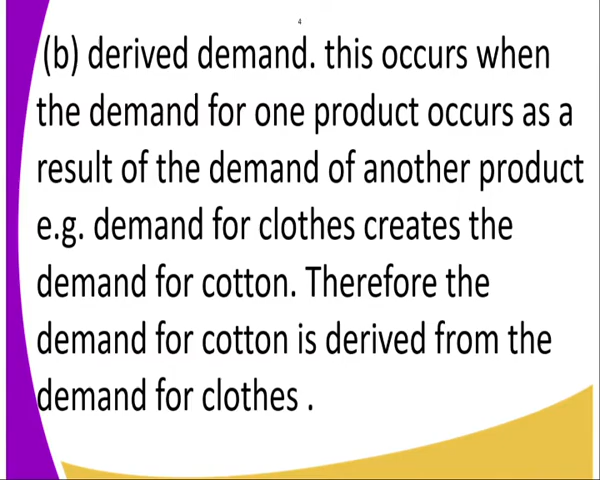 4
(b) derived demand. this occurs when
the demand for one product occurs as a
result of the demand of another product
e.g. demand for clothes creates the
demand for cotton. Therefore the
demand for cotton is derived from the
demand for clothes .